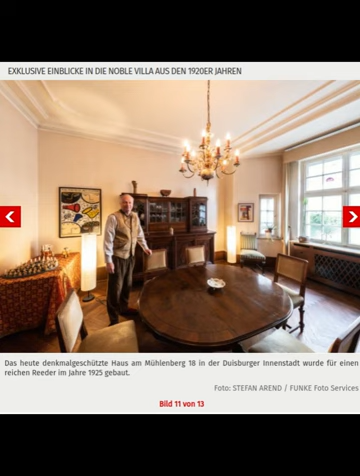 EXKLUSIVE EINBLICKE IN DIE NOBLE VILLA AUS DEN 1920ER JAHREN
Das heute denkmalgeschützte Haus am Mühlenberg 18 in der Duisburger Innenstadt wurde für einen
reichen Reeder im Jahre 1925 gebaut.
Foto: STEFAN AREND / FUNKE Foto Services
Bild 11 von 13